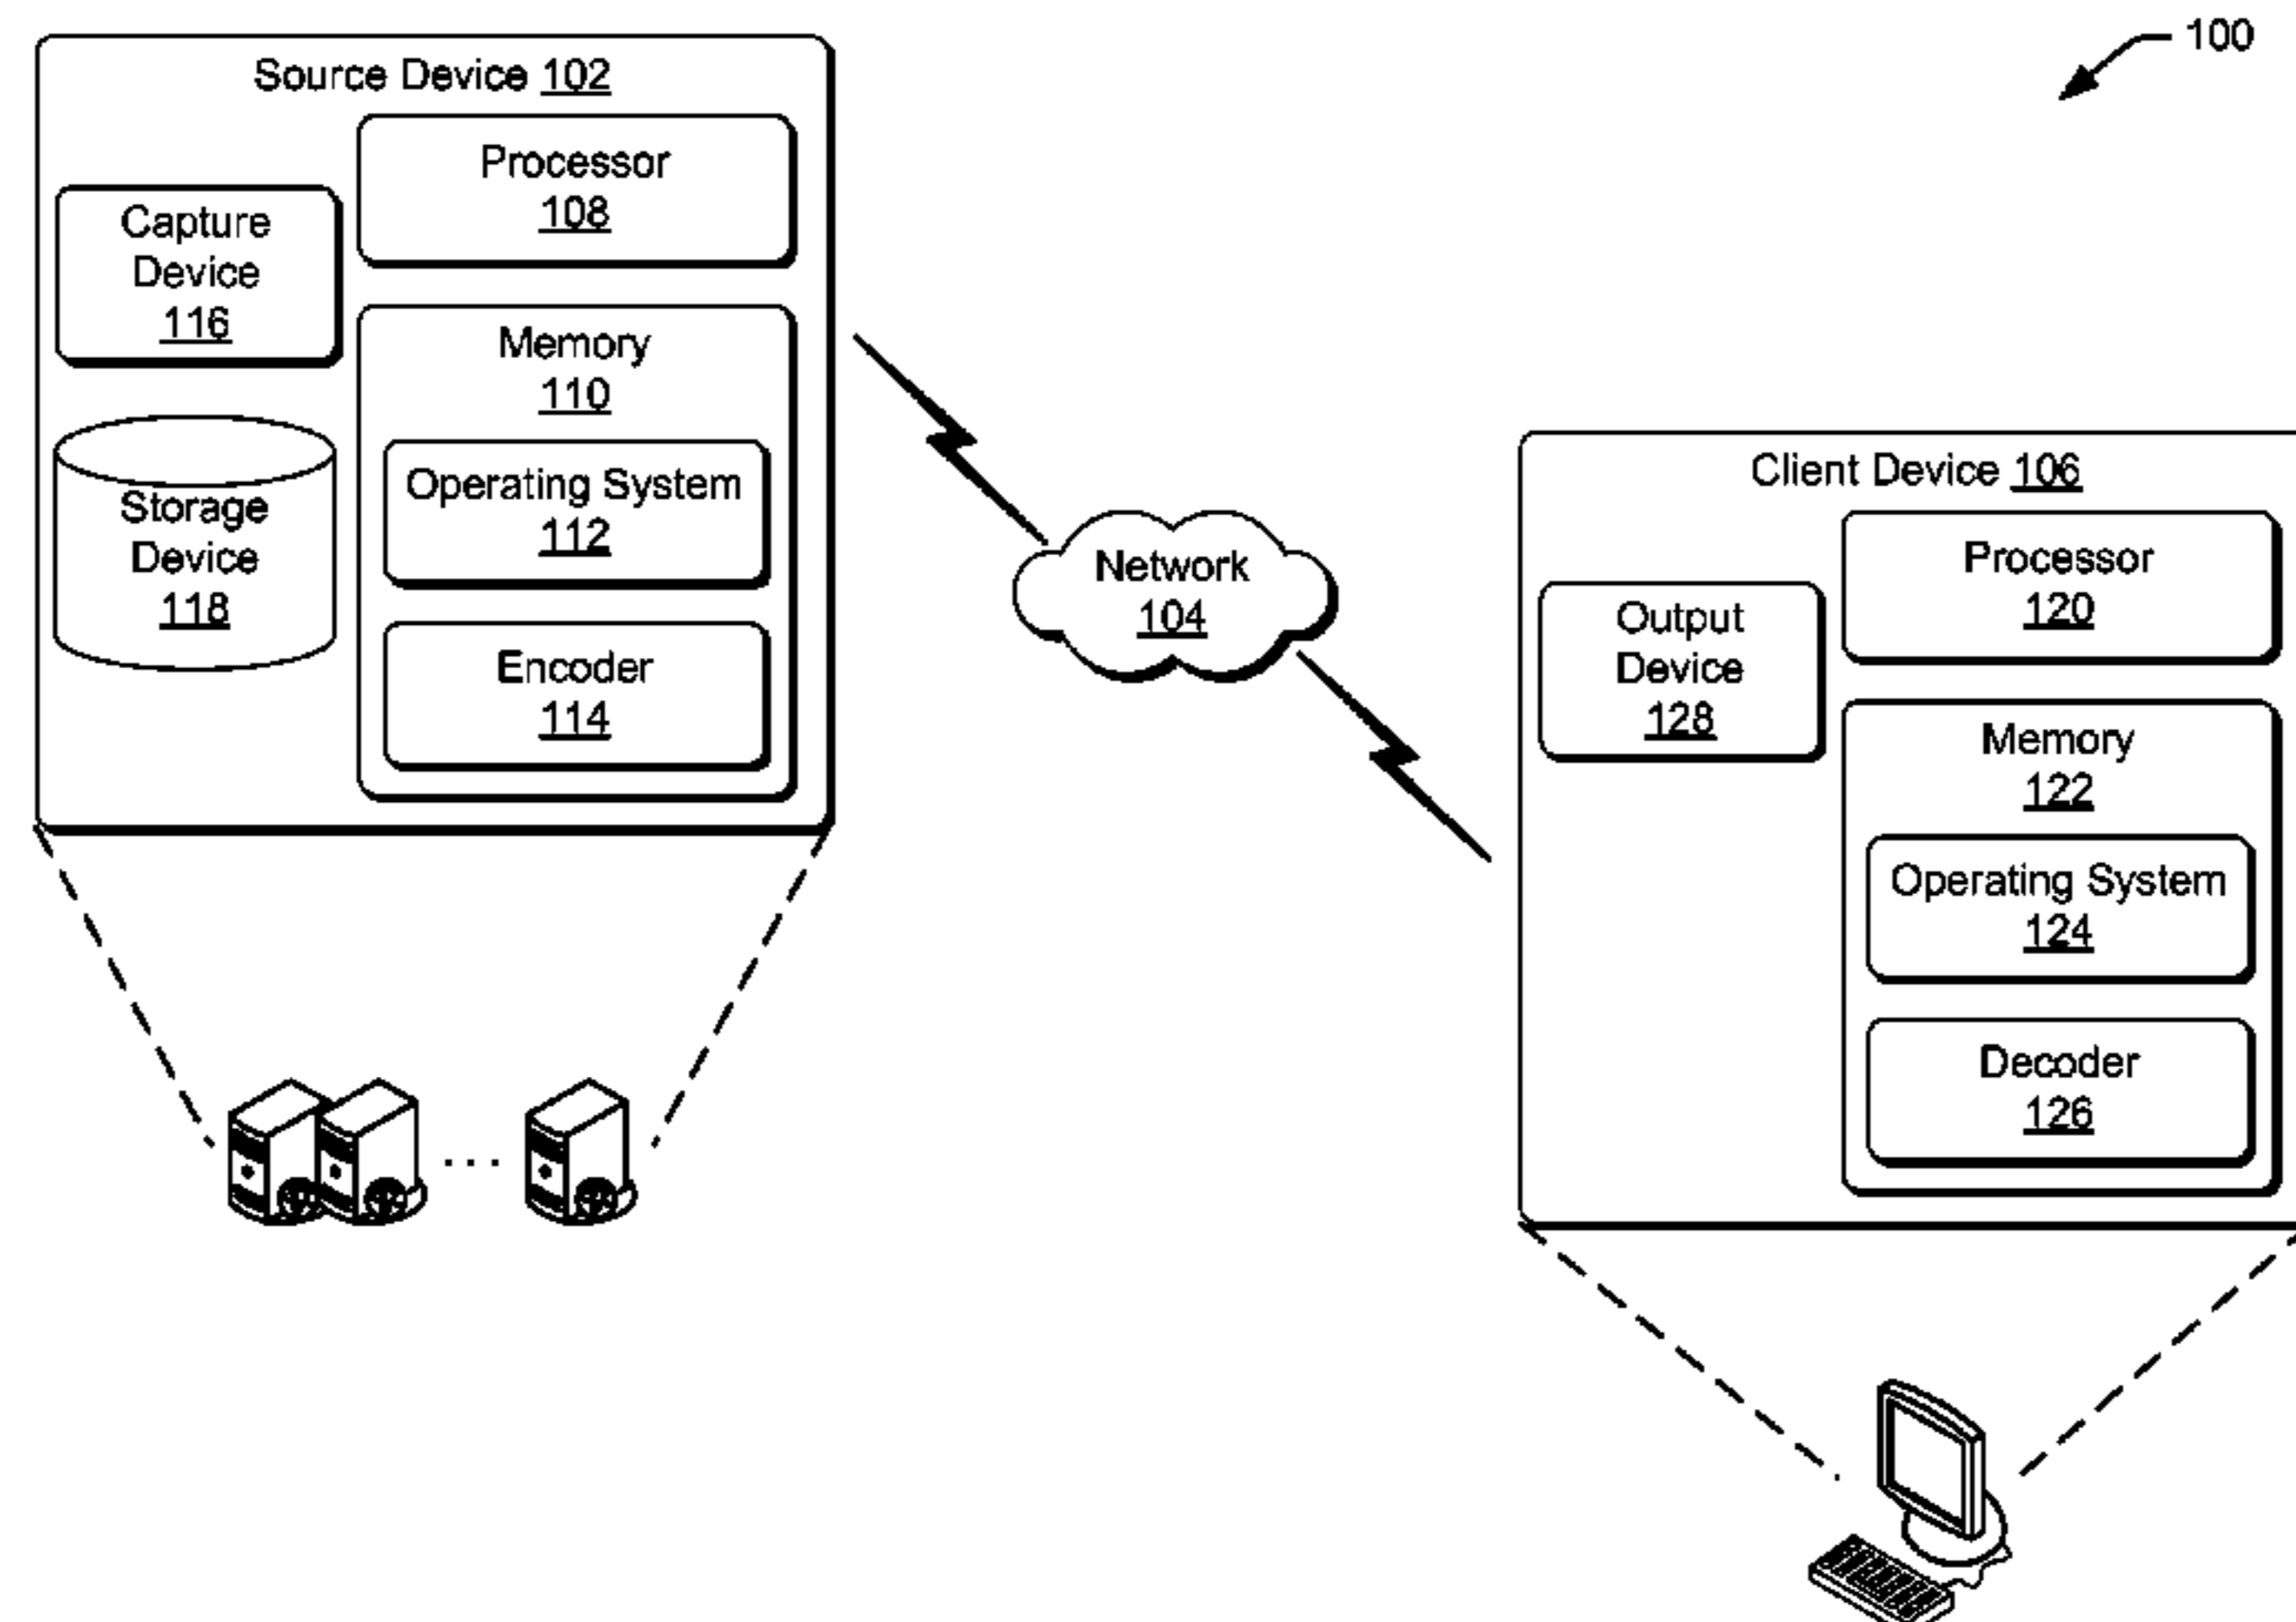 100
Source Device 102
Processor
108
Capture
Device
116
Memory
110
Operating System
112
Storage
Device
118
Encoder
114
Network
104
Client Device 106
Processor
120
Output
Device
128
Memory
122
Operating System
124
Decoder
126
...